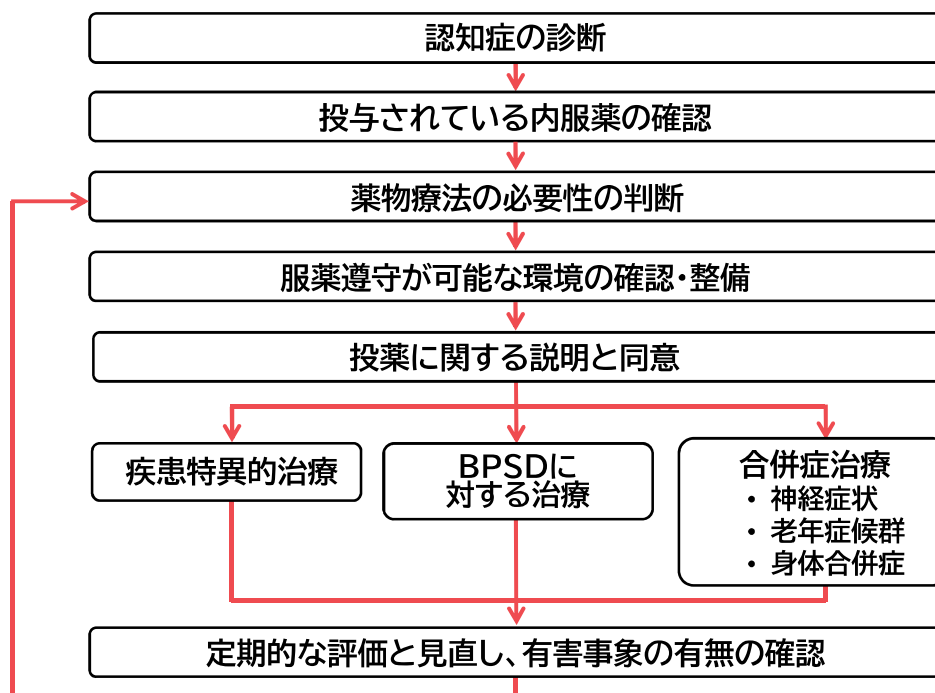 認知症の診断
投与されている内服薬の確認
薬物療法の必要性の判断
服薬遵守が可能な環境の確認・整備
投薬に関する説明と同意
疾患特異的治療
BPSDに
対する治療
合併症治療
・ 神経症状
・ 老年症候群
・ 身体合併症
定期的な評価と見直し、有害事象の有無の確認